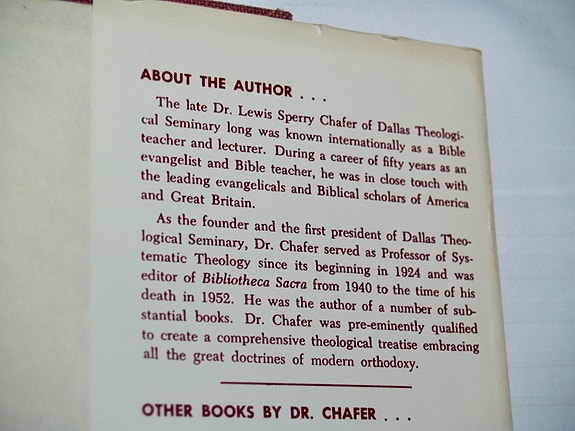 ABOUT THE AUTHOR . . .
The late Dr. Lewis Sperry Chafer of Dallas Theologi-
cal Seminary long was known internationally as a Bible
teacher and lecturer. During a career of fifty years as an
evangelist and Bible teacher, he was in close touch with
the leading evangelicals and Biblical scholars of America
and Great Britain.
As the founder and the first president of Dallas Theo-
logical Seminary, Dr. Chafer served as Professor of Sys-
tematic Theology since its beginning in 1924 and was
editor of Bibliotheca Sacra from 1940 to the time of his
death in 1952. He was the author of a number of sub-
stantial books. Dr. Chafer was pre-eminently qualified
to create a comprehensive theological treatise embracing
all the great doctrines of modern orthodoxy.
OTHER BOOKS BY DR. CHAFER . . .